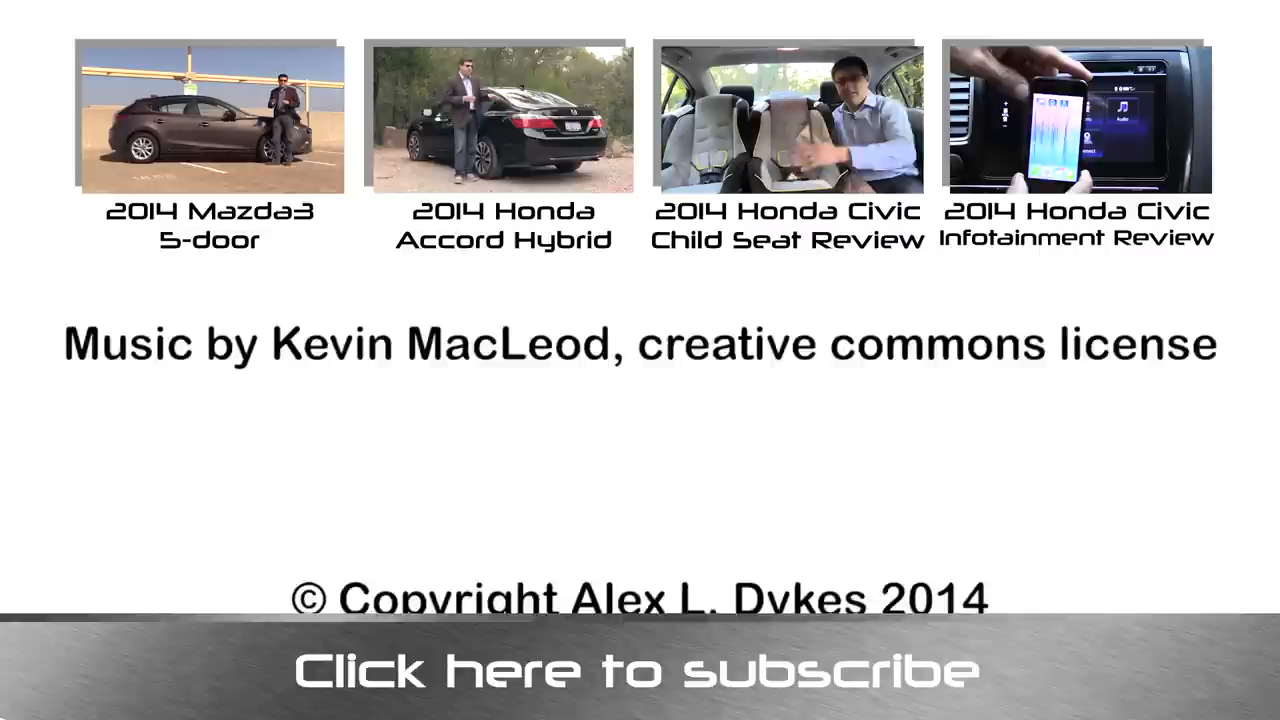 2014 Mazda3
5-door
2014 Honda
Accord Hybrid
2014 Honda Civic
Child Seat Review
2014 Honda Civic
Infotainment Review
Audio
Music by Kevin MacLeod, creative commons license
© Copyright Alex L. Dykes 2014
Click here to subscribe